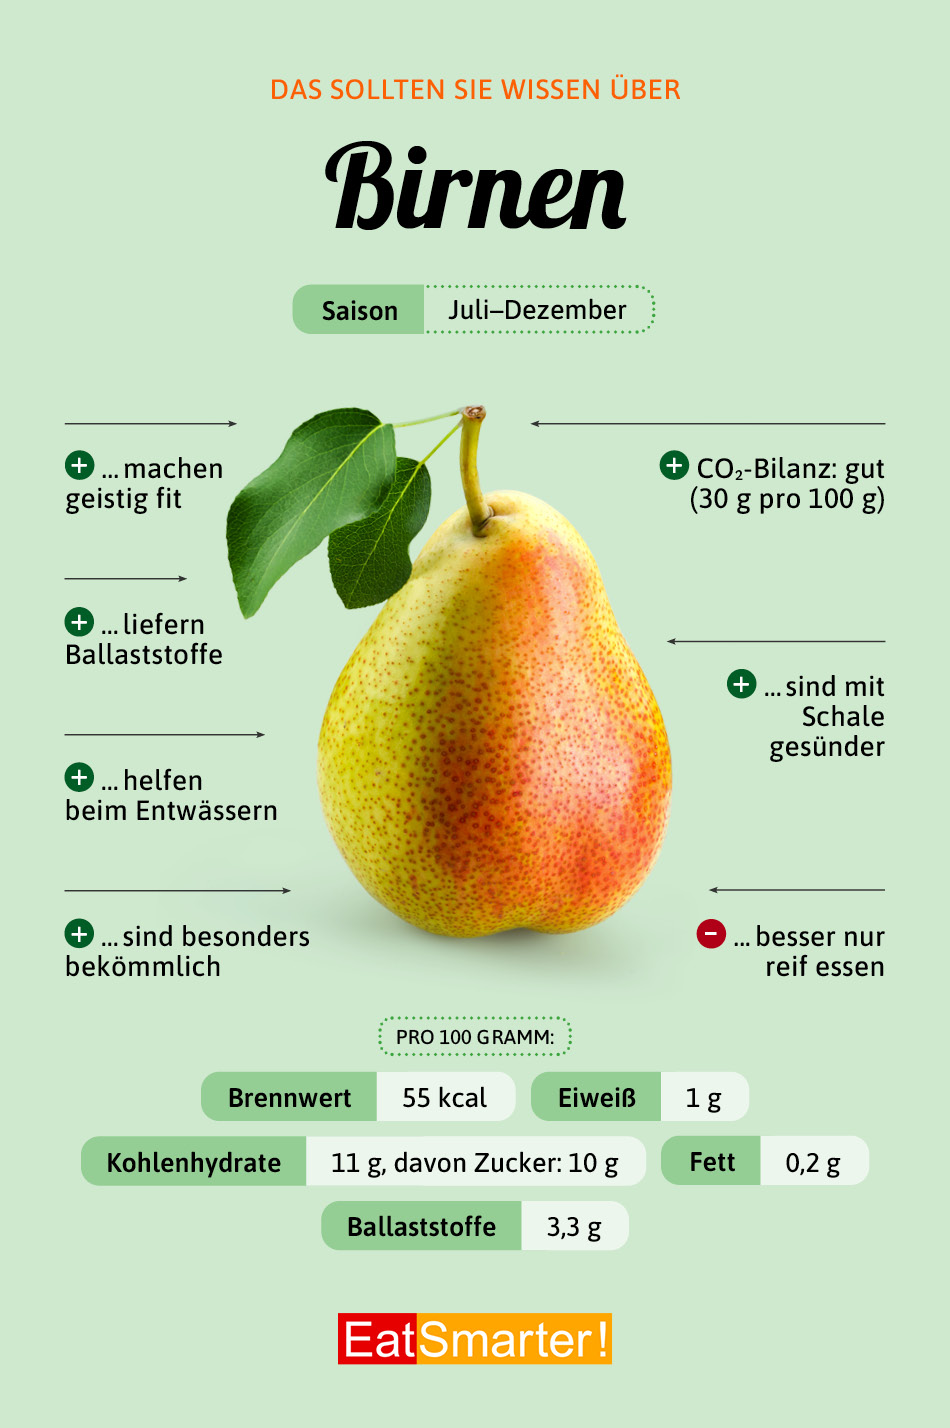 DAS SOLLTEN SIE WISSEN ÜBER
Birnen
Saison Juli–Dezember
+ ... machen
geistig fit
+ ... liefern
Ballaststoffe
+ ... helfen
beim Entwässern
+ ... sind besonders
bekömmlich
+ CO₂-Bilanz: gut
(30 g pro 100 g)
+ ... sind mit
Schale
gesünder
− ... besser nur
reif essen
PRO 100 GRAMM:
Brennwert 55 kcal Eiweiß 1 g
Kohlenhydrate 11 g, davon Zucker: 10 g Fett 0,2 g
Ballaststoffe 3,3 g
EatSmarter!